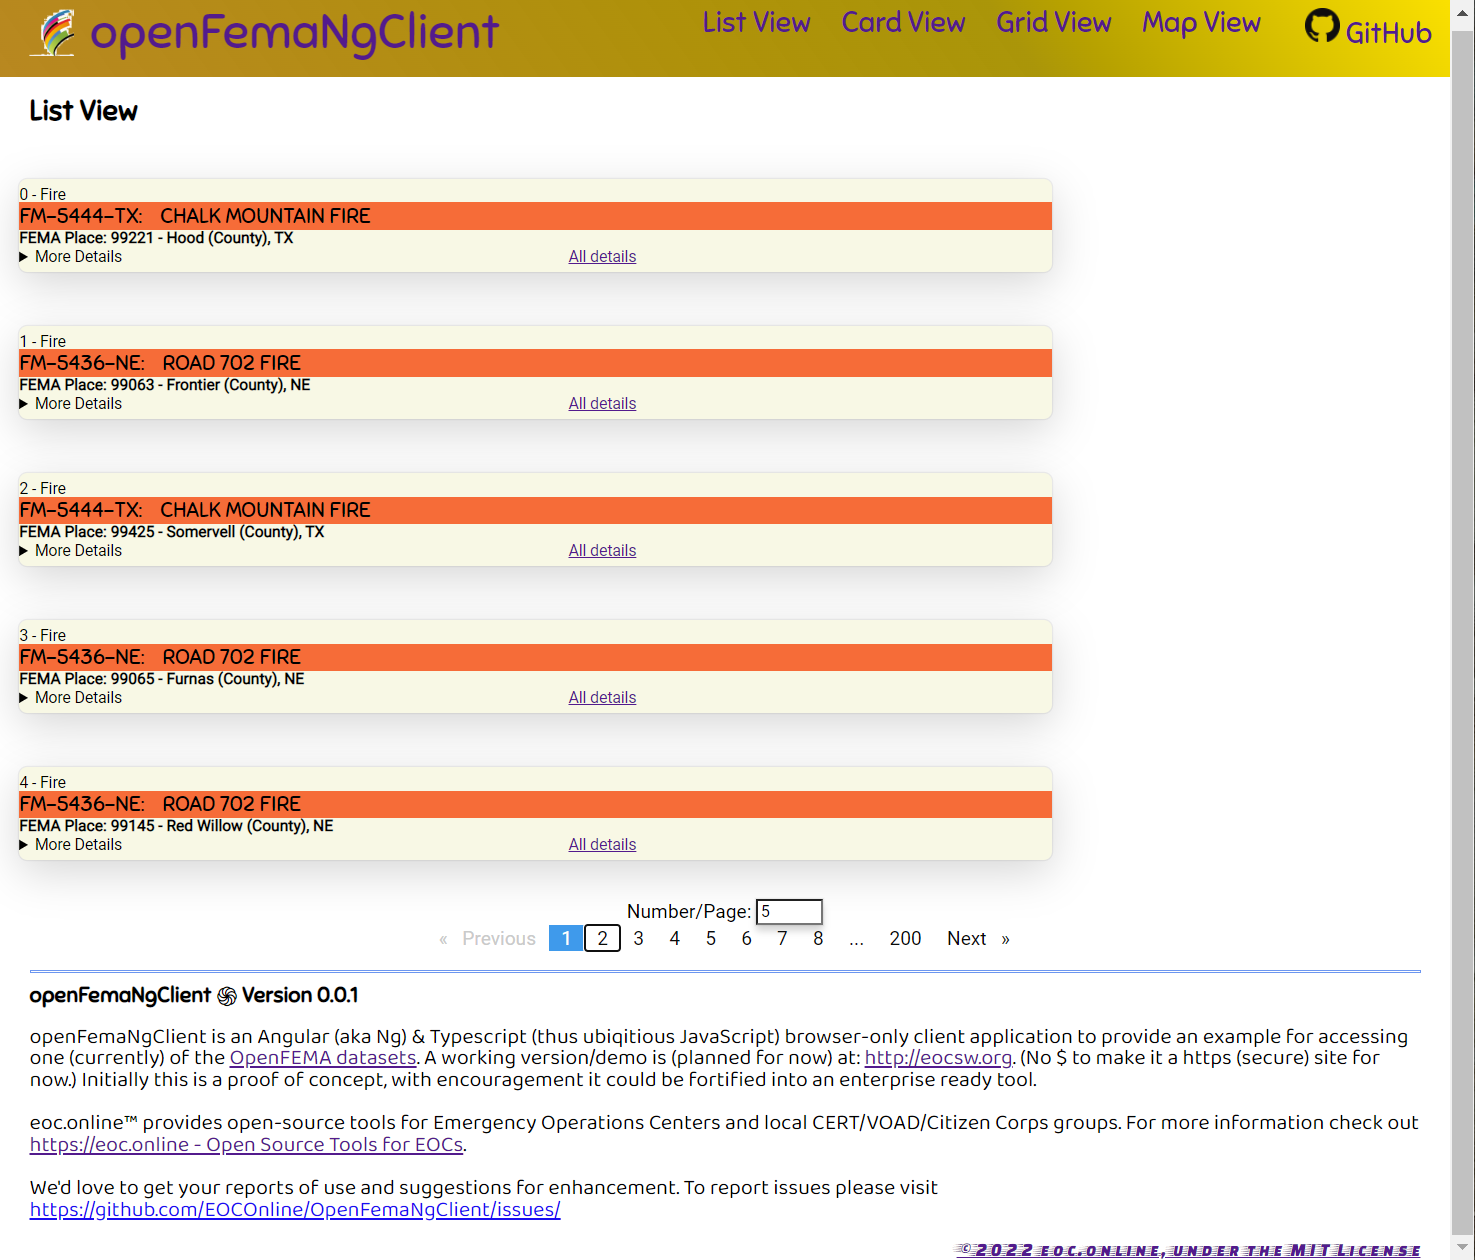 openFemaNgClient
List View Card View Grid View Map View GitHub
List View
0 - Fire
FM-5444-TX: CHALK MOUNTAIN FIRE
FEMA Place: 99221 - Hood (County), TX
More Details All details
1 - Fire
FM-5436-NE: ROAD 702 FIRE
FEMA Place: 99063 - Frontier (County), NE
More Details All details
2 - Fire
FM-5444-TX: CHALK MOUNTAIN FIRE
FEMA Place: 99425 - Somervell (County), TX
More Details All details
3 - Fire
FM-5436-NE: ROAD 702 FIRE
FEMA Place: 99065 - Furnas (County), NE
More Details All details
4 - Fire
FM-5436-NE: ROAD 702 FIRE
FEMA Place: 99145 - Red Willow (County), NE
More Details All details
Number/Page: 5
« Previous 1 2 3 4 5 6 7 8 ... 200 Next »
openFemaNgClient Version 0.0.1
openFemaNgClient is an Angular (aka Ng) & Typescript (thus ubiqitious JavaScript) browser-only client application to provide an example for accessing
one (currently) of the OpenFEMA datasets. A working version/demo is (planned for now) at: http://eocsw.org. (No $ to make it a https (secure) site for
now.) Initially this is a proof of concept, with encouragement it could be fortified into an enterprise ready tool.
eoc.online™ provides open-source tools for Emergency Operations Centers and local CERT/VOAD/Citizen Corps groups. For more information check out
https://eoc.online - Open Source Tools for EOCs.
We'd love to get your reports of use and suggestions for enhancement. To report issues please visit
https://github.com/EOCOnline/OpenFemaNgClient/issues/
©2022 eoc.online, under the MIT License